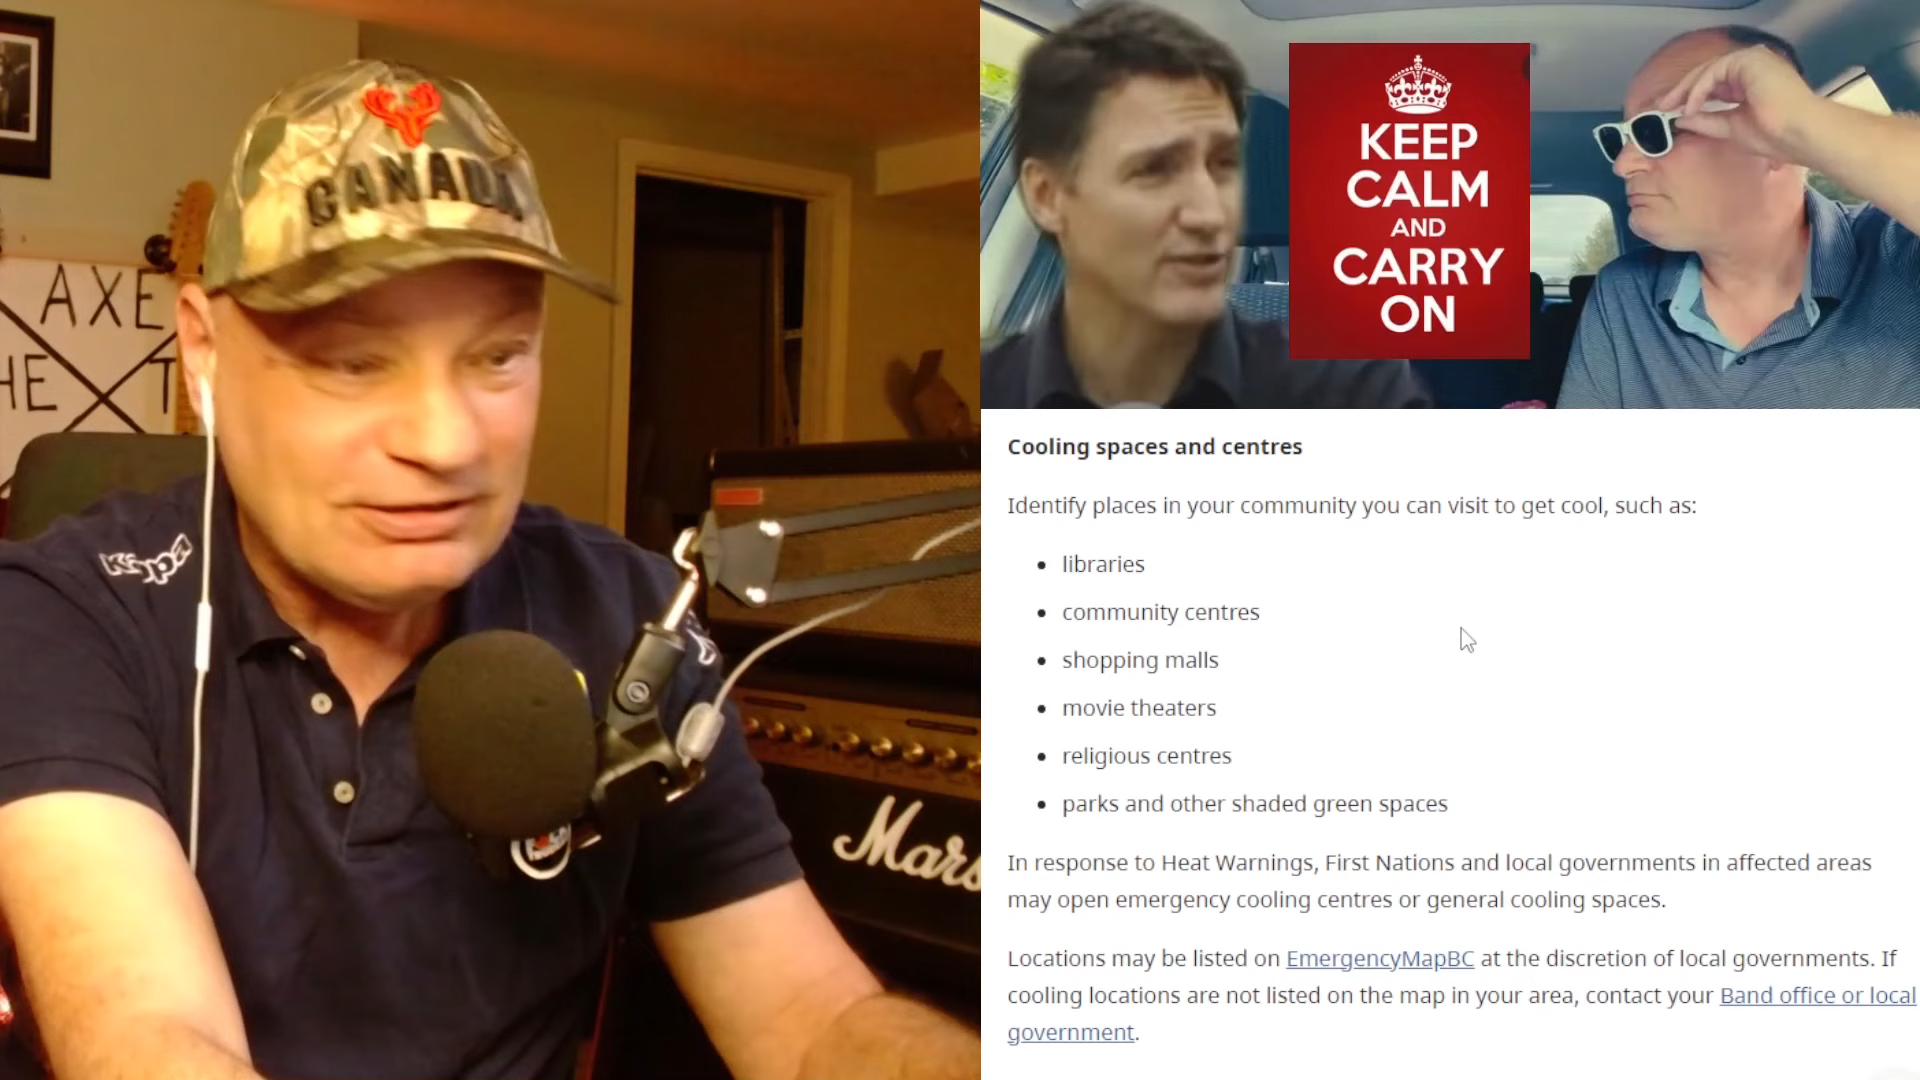 CANADA
AXE
HE T
Kappa
Mars
KEEP
CALM
AND
CARRY
ON
Cooling spaces and centres
Identify places in your community you can visit to get cool, such as:
• libraries
• community centres
• shopping malls
• movie theaters
• religious centres
• parks and other shaded green spaces
In response to Heat Warnings, First Nations and local governments in affected areas
may open emergency cooling centres or general cooling spaces.
Locations may be listed on EmergencyMapBC at the discretion of local governments. If
cooling locations are not listed on the map in your area, contact your Band office or local
government.